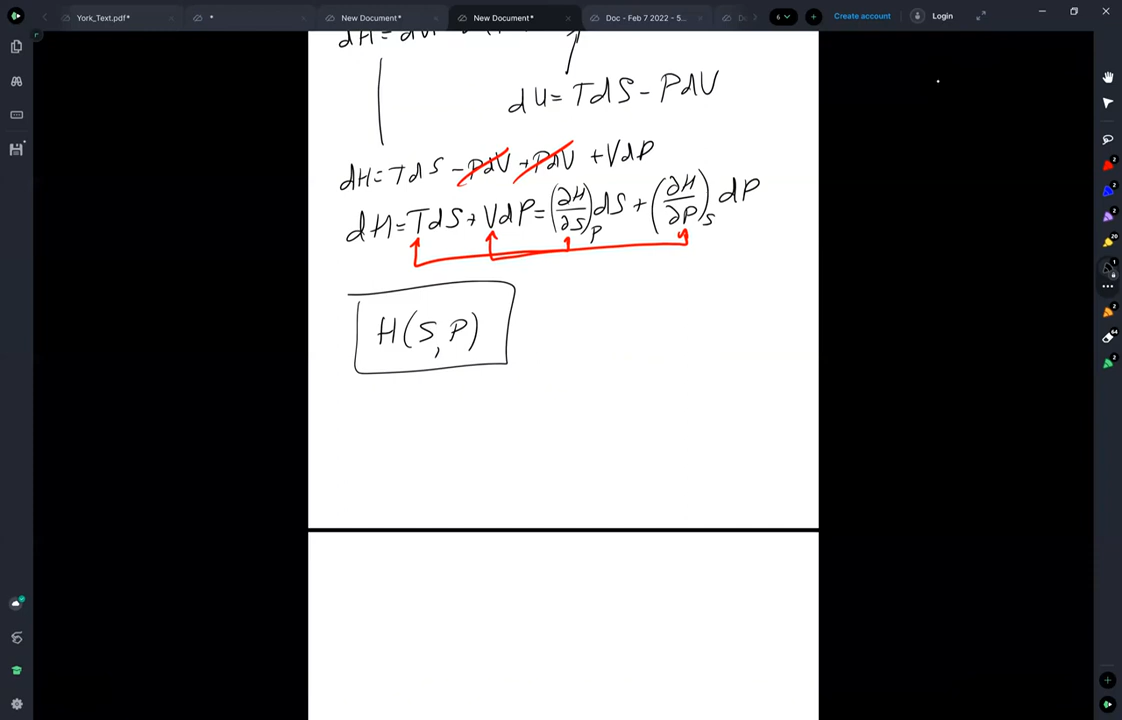 York_Text.pdf*
*
New Document*
New Document*
Doc - Feb 7 2022 - 5...
6
Create account
Login
dU = TdS - PdV
dH = TdS - PdV + PdV + VdP
dH = TdS + VdP = (∂H/∂S)_P dS + (∂H/∂P)_S dP
H(S,P)